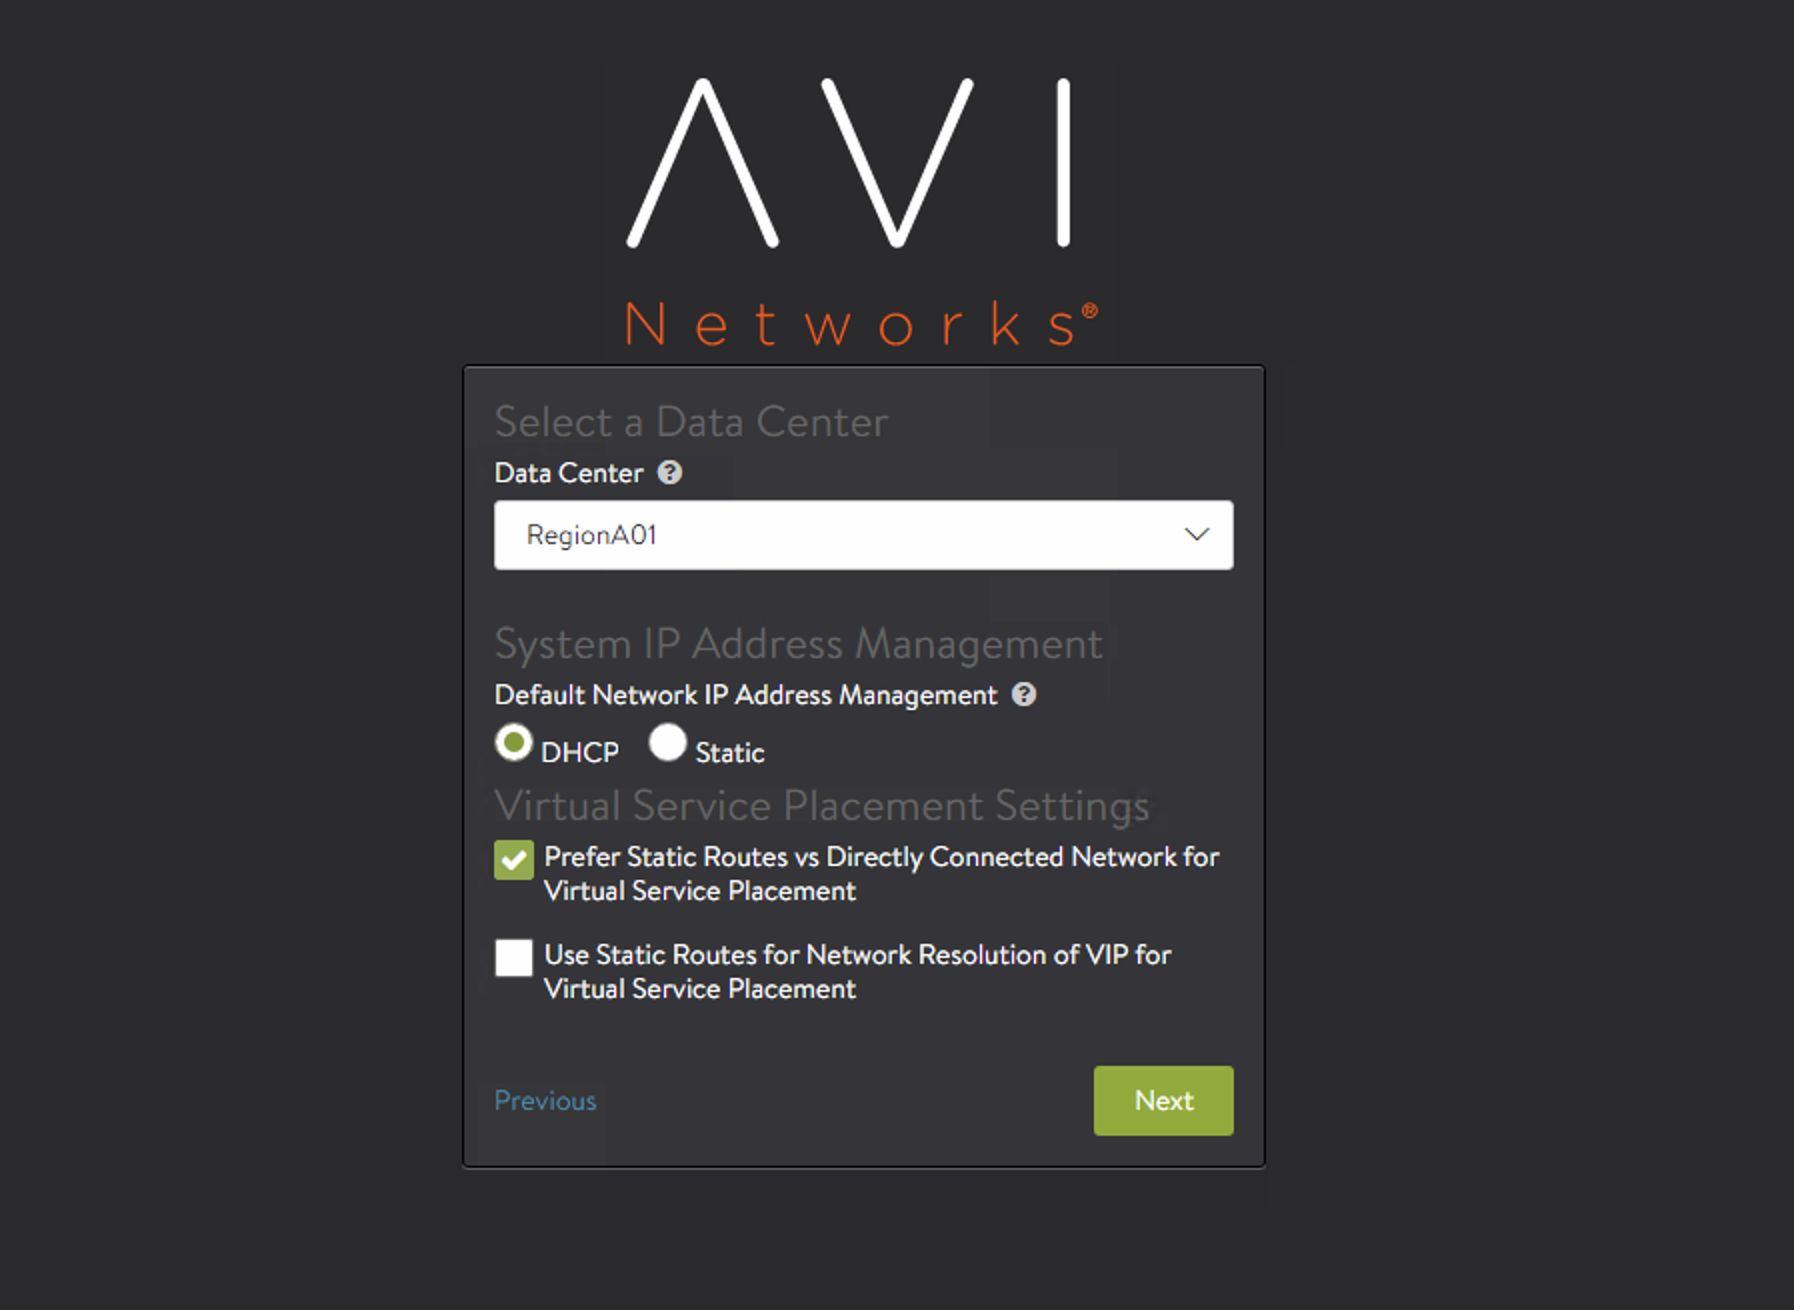 AVI
Networks®
Select a Data Center
Data Center ?
RegionA01
System IP Address Management
Default Network IP Address Management ?
DHCP Static
Virtual Service Placement Settings
Prefer Static Routes vs Directly Connected Network for
Virtual Service Placement
Use Static Routes for Network Resolution of VIP for
Virtual Service Placement
Previous Next